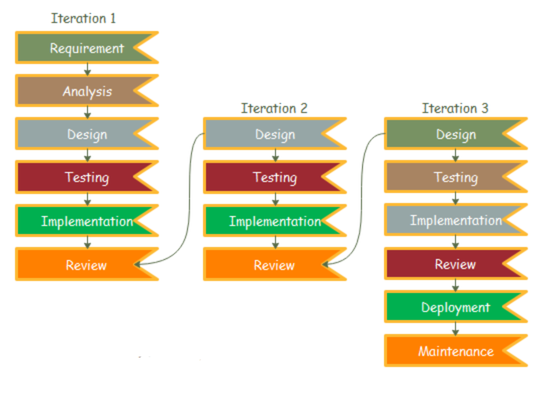 Iteration 1
Requirement
Analysis
Design
Testing
Implementation
Review
Iteration 2
Design
Testing
Implementation
Review
Iteration 3
Design
Testing
Implementation
Review
Deployment
Maintenance